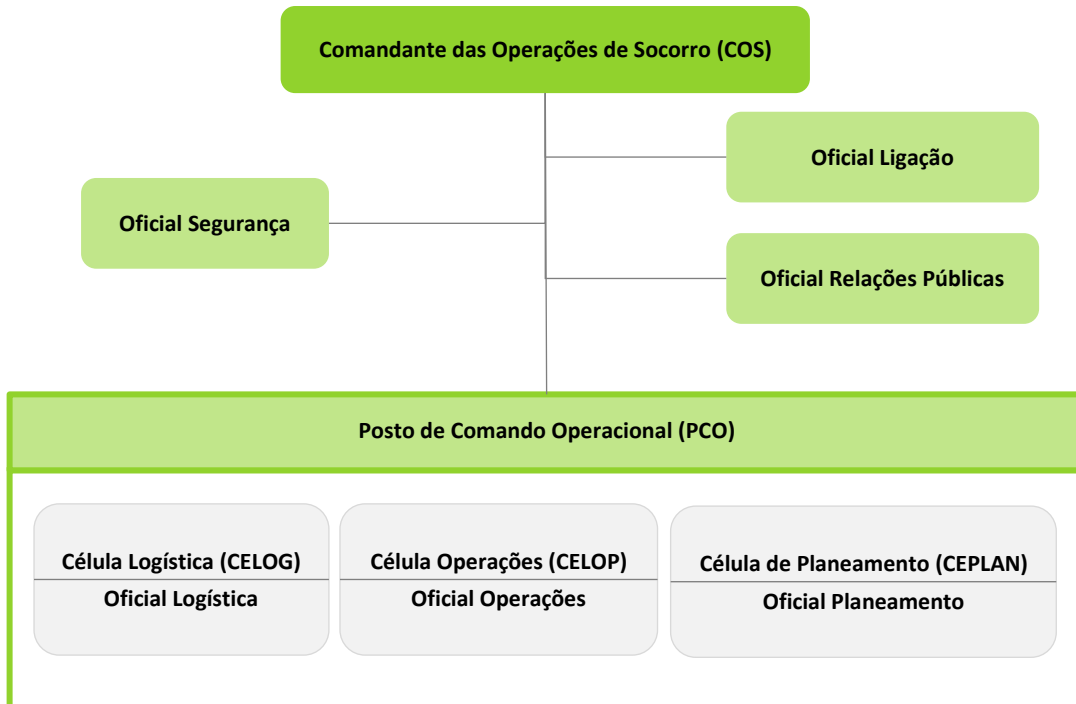 Comandante das Operações de Socorro (COS)
Oficial Ligação
Oficial Segurança
Oficial Relações Públicas
Posto de Comando Operacional (PCO)
Célula Logística (CELOG)
Oficial Logística
Célula Operações (CELOP)
Oficial Operações
Célula de Planeamento (CEPLAN)
Oficial Planeamento